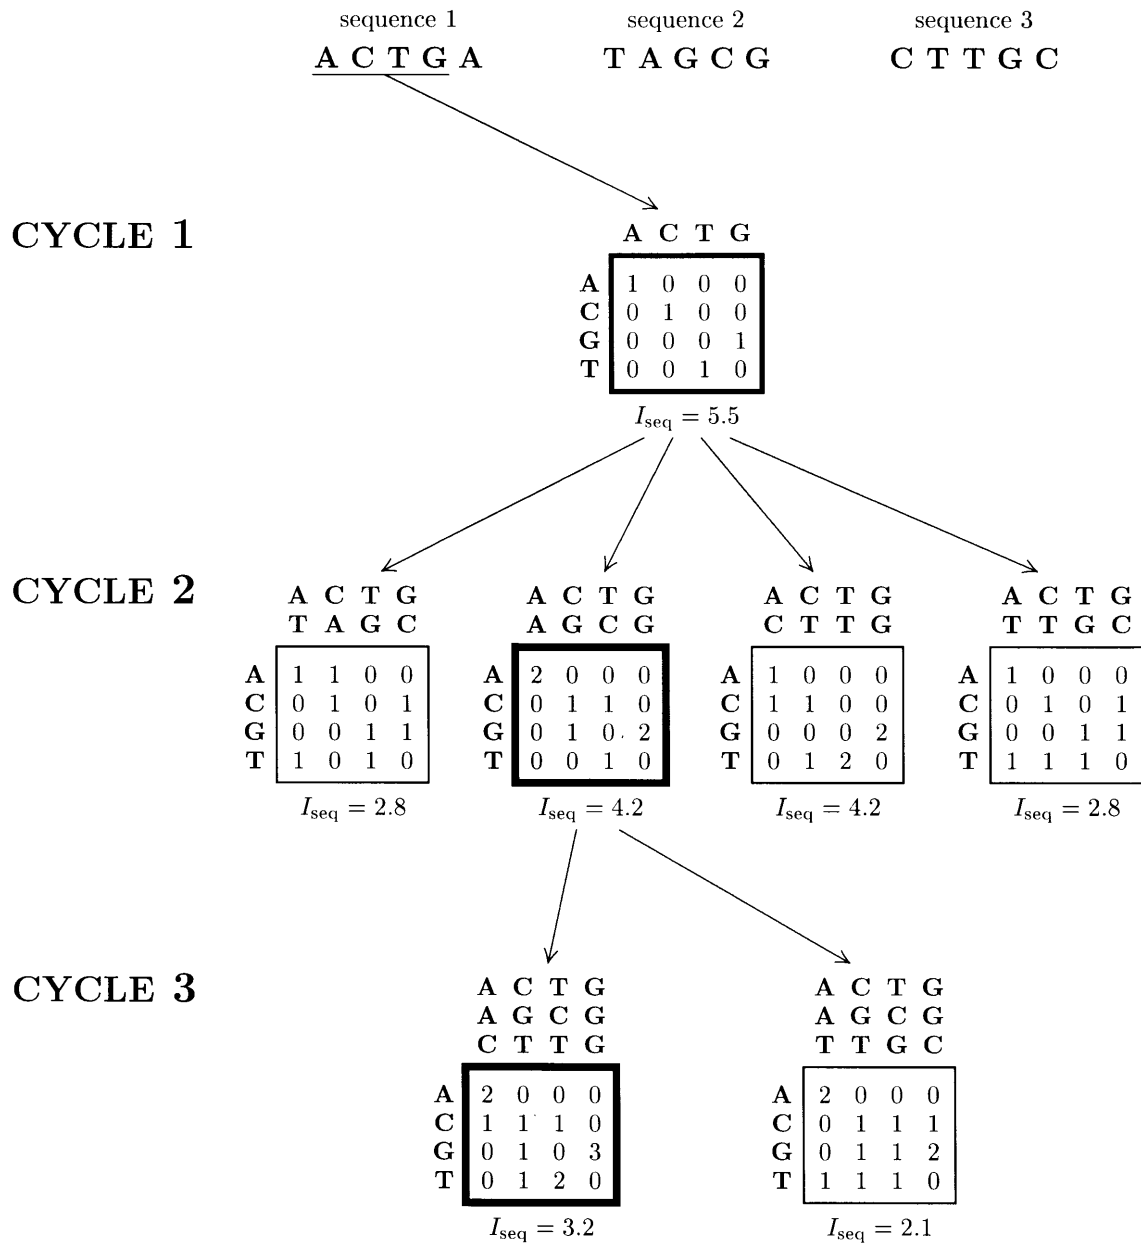 sequence 1 sequence 2 sequence 3
A C T G A T A G C G C T T G C
CYCLE 1
A C T G
A 1 0 0 0
C 0 1 0 0
G 0 0 0 1
T 0 0 1 0
I_seq = 5.5
CYCLE 2
A C T G A C T G A C T G A C T G
T A G C A G C G C T T G T T G C
A 1 1 0 0 A 2 0 0 0 A 1 0 0 0 A 1 0 0 0
C 0 1 0 1 C 0 1 1 0 C 1 1 0 0 C 0 1 0 1
G 0 0 1 1 G 0 1 0 2 G 0 0 0 2 G 0 0 1 1
T 1 0 1 0 T 0 0 1 0 T 0 1 2 0 T 1 1 1 0
I_seq = 2.8 I_seq = 4.2 I_seq = 4.2 I_seq = 2.8
CYCLE 3
A C T G A C T G
A G C G A G C G
C T T G T T G C
A 2 0 0 0 A 2 0 0 0
C 1 1 1 0 C 0 1 1 1
G 0 1 0 3 G 0 1 1 2
T 0 1 2 0 T 1 1 1 0
I_seq = 3.2 I_seq = 2.1